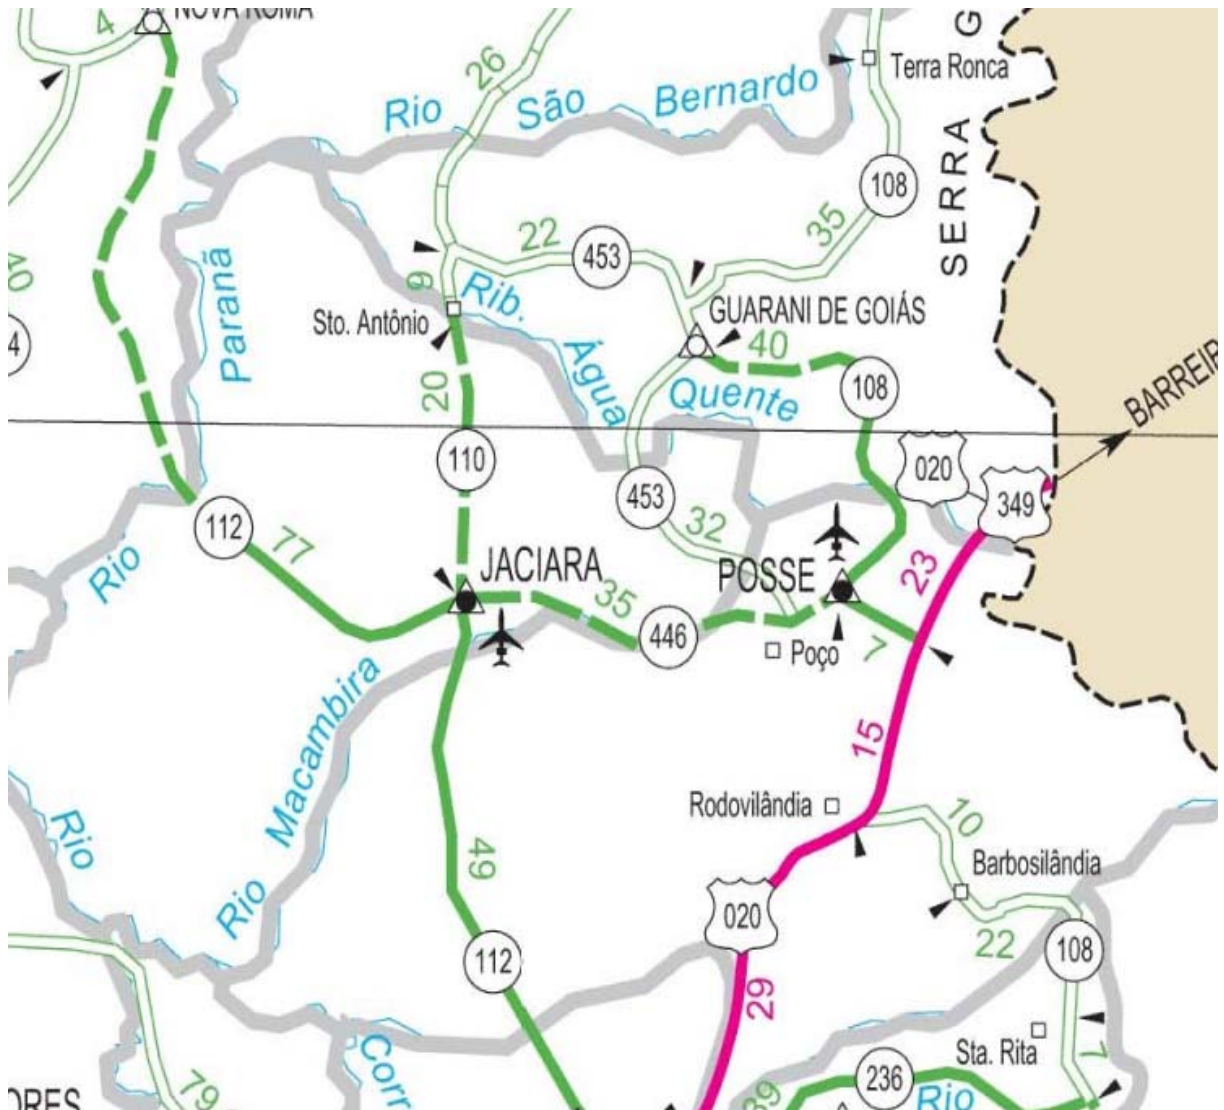 NOVA ROMA
4
26
Rio São Bernardo
Terra Ronca
SERRA G
108
22
453
35
40
Paranã
9
Rib. Água Quente
Sto. Antônio
GUARANI DE GOIÁS
4
40
20
108
BARREIR
110
020
349
453
112
77
32
23
Rio
JACIARA
POSSE
35
446
7
Poço
15
Rio Macambira
Rodovilândia
10
Rio
49
Barbosilândia
020
22
108
112
29
Sta. Rita
Corr
7
236
79
39
Rio
ORES